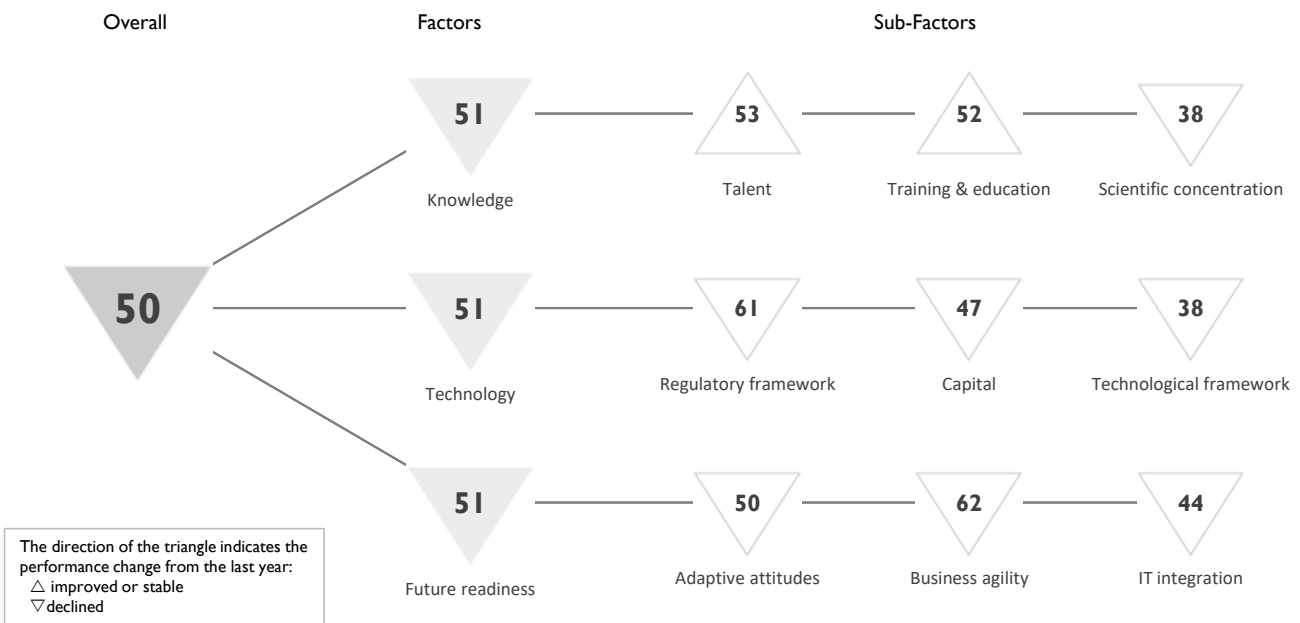 Overall Factors Sub-Factors
51 53 52 38
Knowledge Talent Training & education Scientific concentration
50 51 61 47 38
Technology Regulatory framework Capital Technological framework
51 50 62 44
Future readiness Adaptive attitudes Business agility IT integration
The direction of the triangle indicates the
performance change from the last year:
△ improved or stable
▽ declined